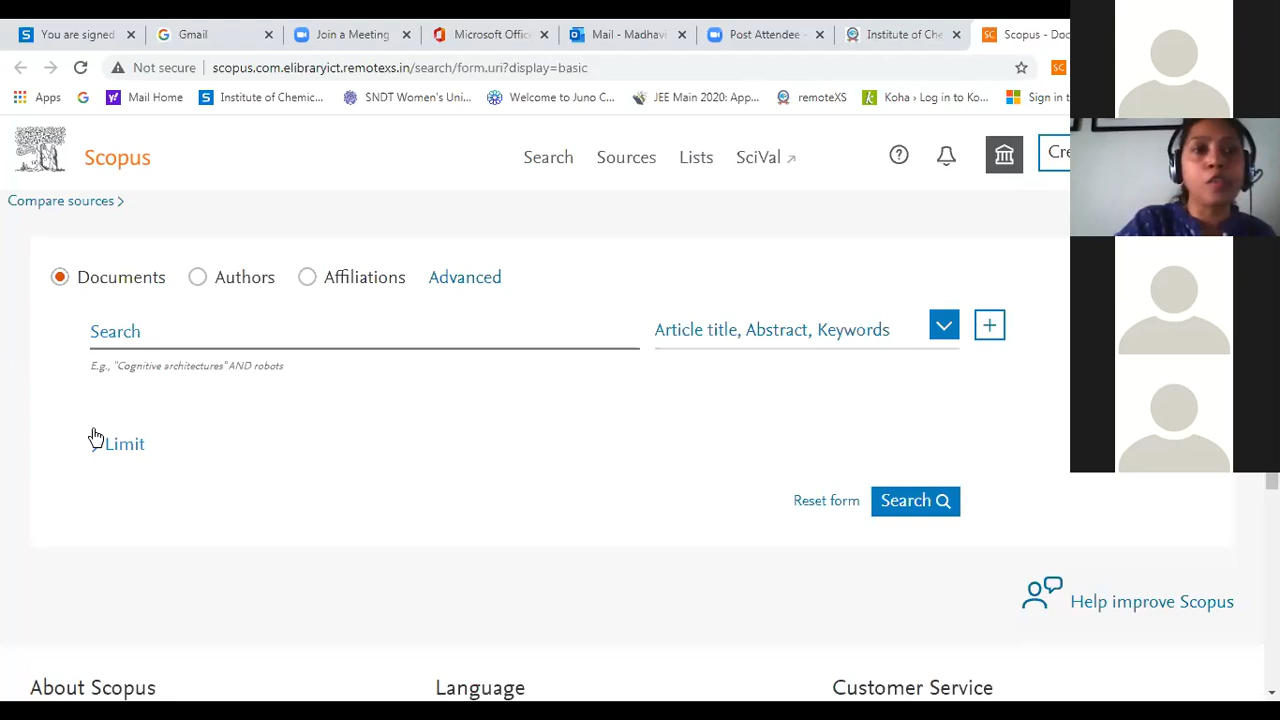 You are signed
Gmail
Join a Meeting
Microsoft Offic
Mail - Madhavi
Post Attendee -
Institute of Che
Scopus - Doc
Not secure
scopus.com.elibraryict.remotexs.in/search/form.uri?display=basic
Apps
Mail Home
Institute of Chemic...
SNDT Women's Uni...
Welcome to Juno C...
JEE Main 2020: App...
remoteXS
Koha › Log in to Ko...
Sign in t
Scopus
Search
Sources
Lists
SciVal
Cre
Compare sources
Documents
Authors
Affiliations
Advanced
Search
Article title, Abstract, Keywords
E.g., "Cognitive architectures" AND robots
Limit
Reset form
Search
Help improve Scopus
About Scopus
Language
Customer Service